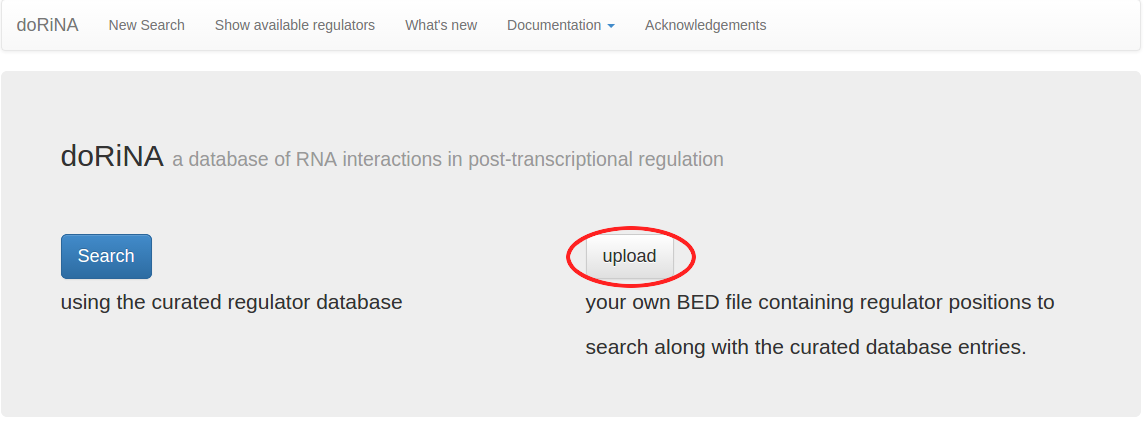 doRiNA New Search Show available regulators What's new Documentation Acknowledgements
doRiNA a database of RNA interactions in post-transcriptional regulation
Search
using the curated regulator database
upload
your own BED file containing regulator positions to
search along with the curated database entries.